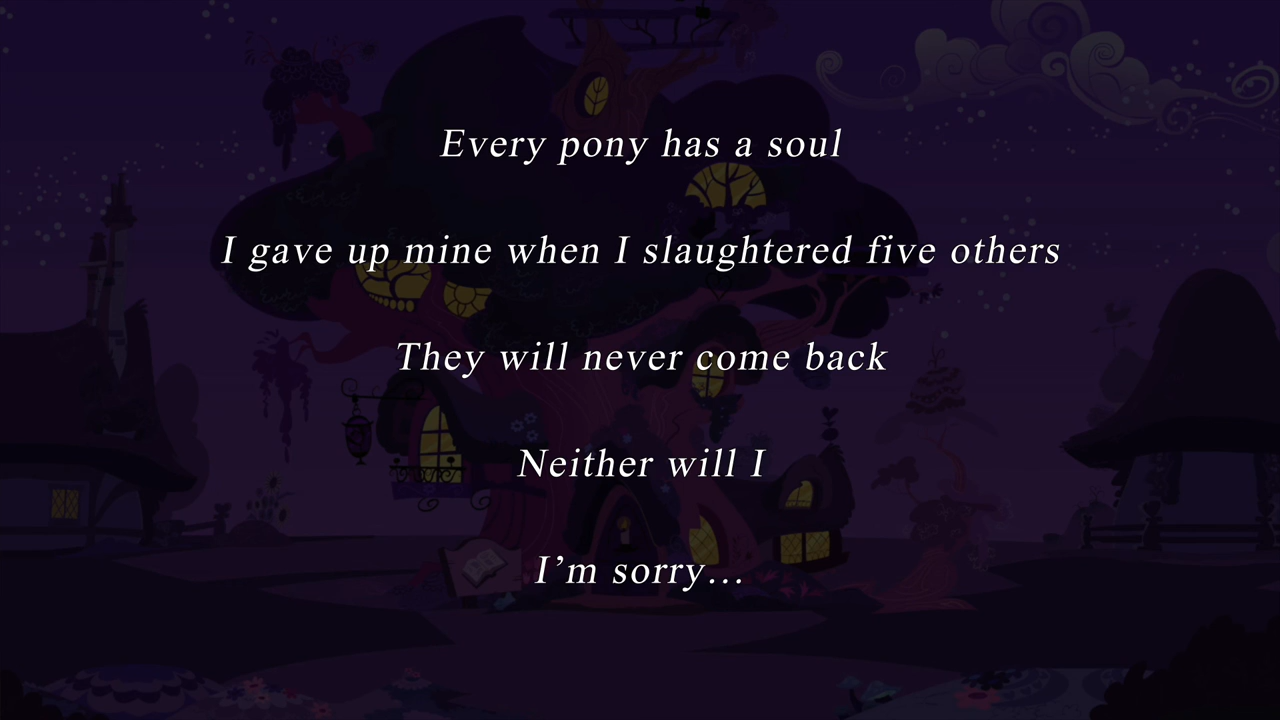 Every pony has a soul
I gave up mine when I slaughtered five others
They will never come back
Neither will I
I’m sorry…